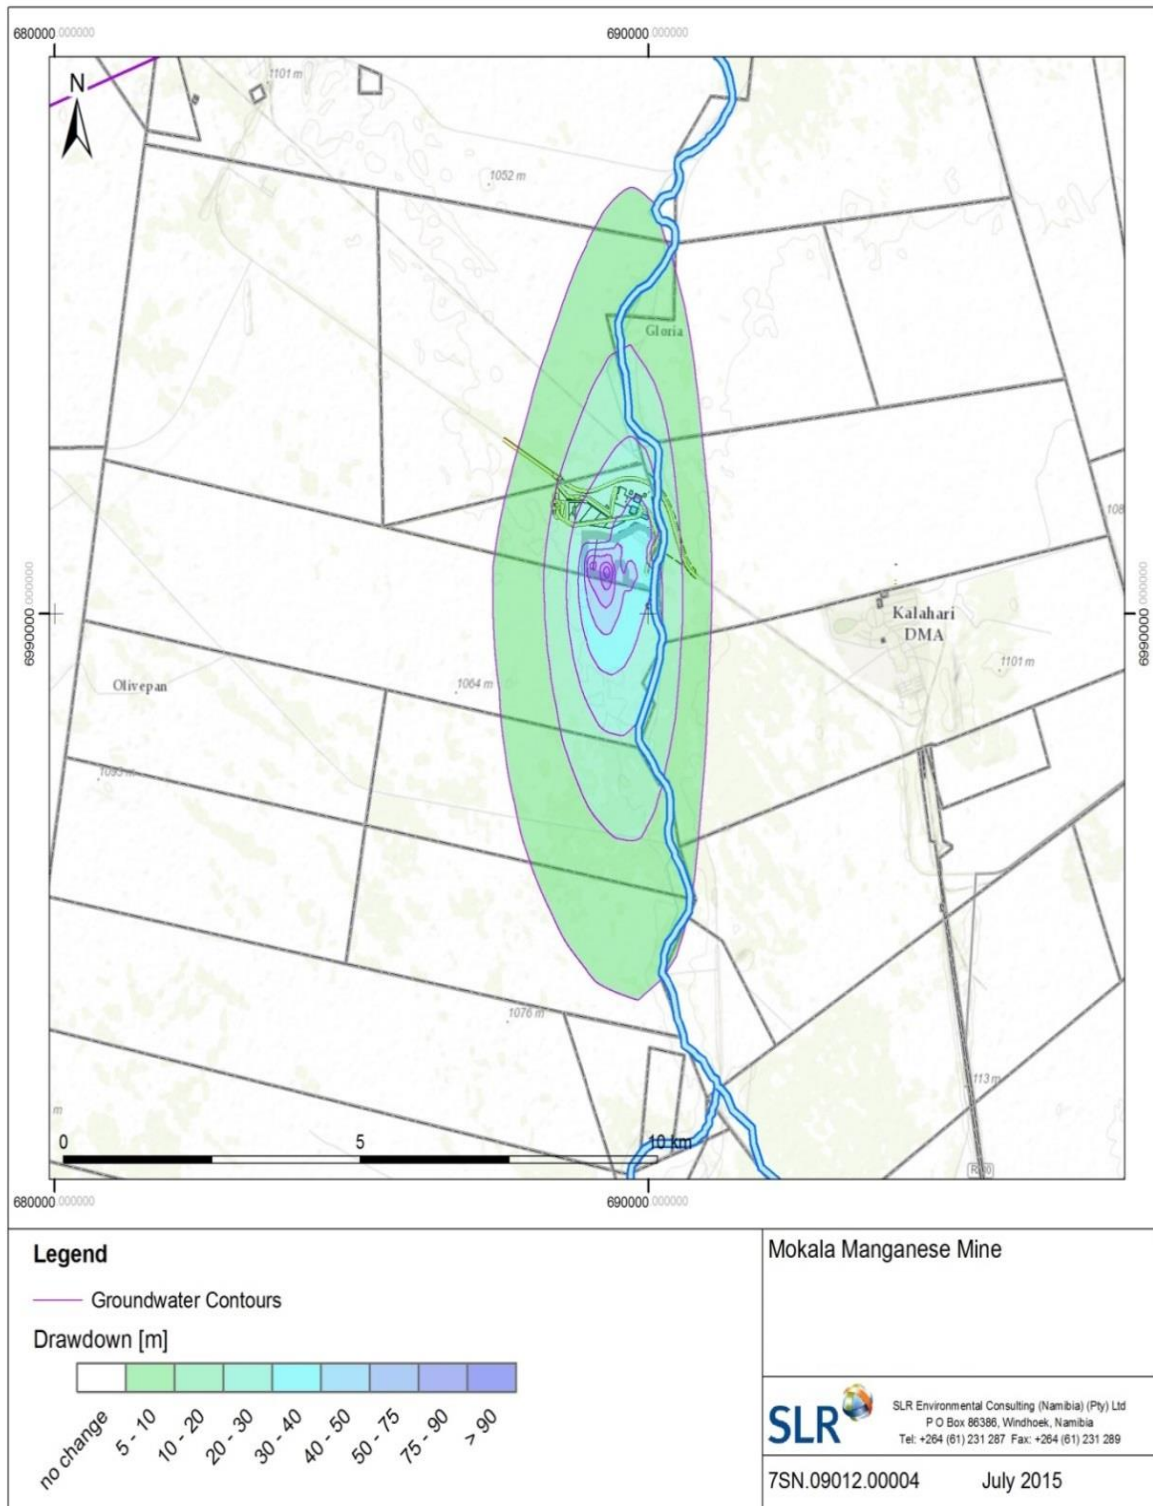 680000.000000 690000.000000
N
1101 m
1052 m
Gloria
6990000.000000
6990000.000000
Kalahari
DMA
1101 m
Olivepan
1064 m
1093 m
1076 m
m
0 5 10 km
680000.000000 690000.000000
Legend
Groundwater Contours
Drawdown [m]
no change
5 - 10
10 - 20
20 - 30
30 - 40
40 - 50
50 - 75
75 - 90
> 90
Mokala Manganese Mine
SLR
SLR Environmental Consulting (Namibia) (Pty) Ltd
P O Box 86386, Windhoek, Namibia
Tel: +264 (61) 231 287 Fax: +264 (61) 231 289
7SN.09012.00004 July 2015